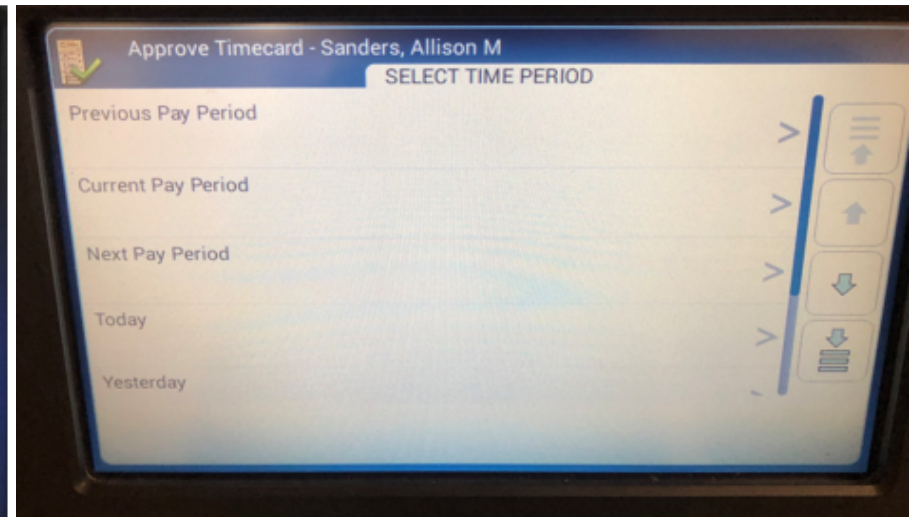 Approve Timecard - Sanders, Allison M
SELECT TIME PERIOD
Previous Pay Period
>
Current Pay Period
>
Next Pay Period
>
Today
>
Yesterday